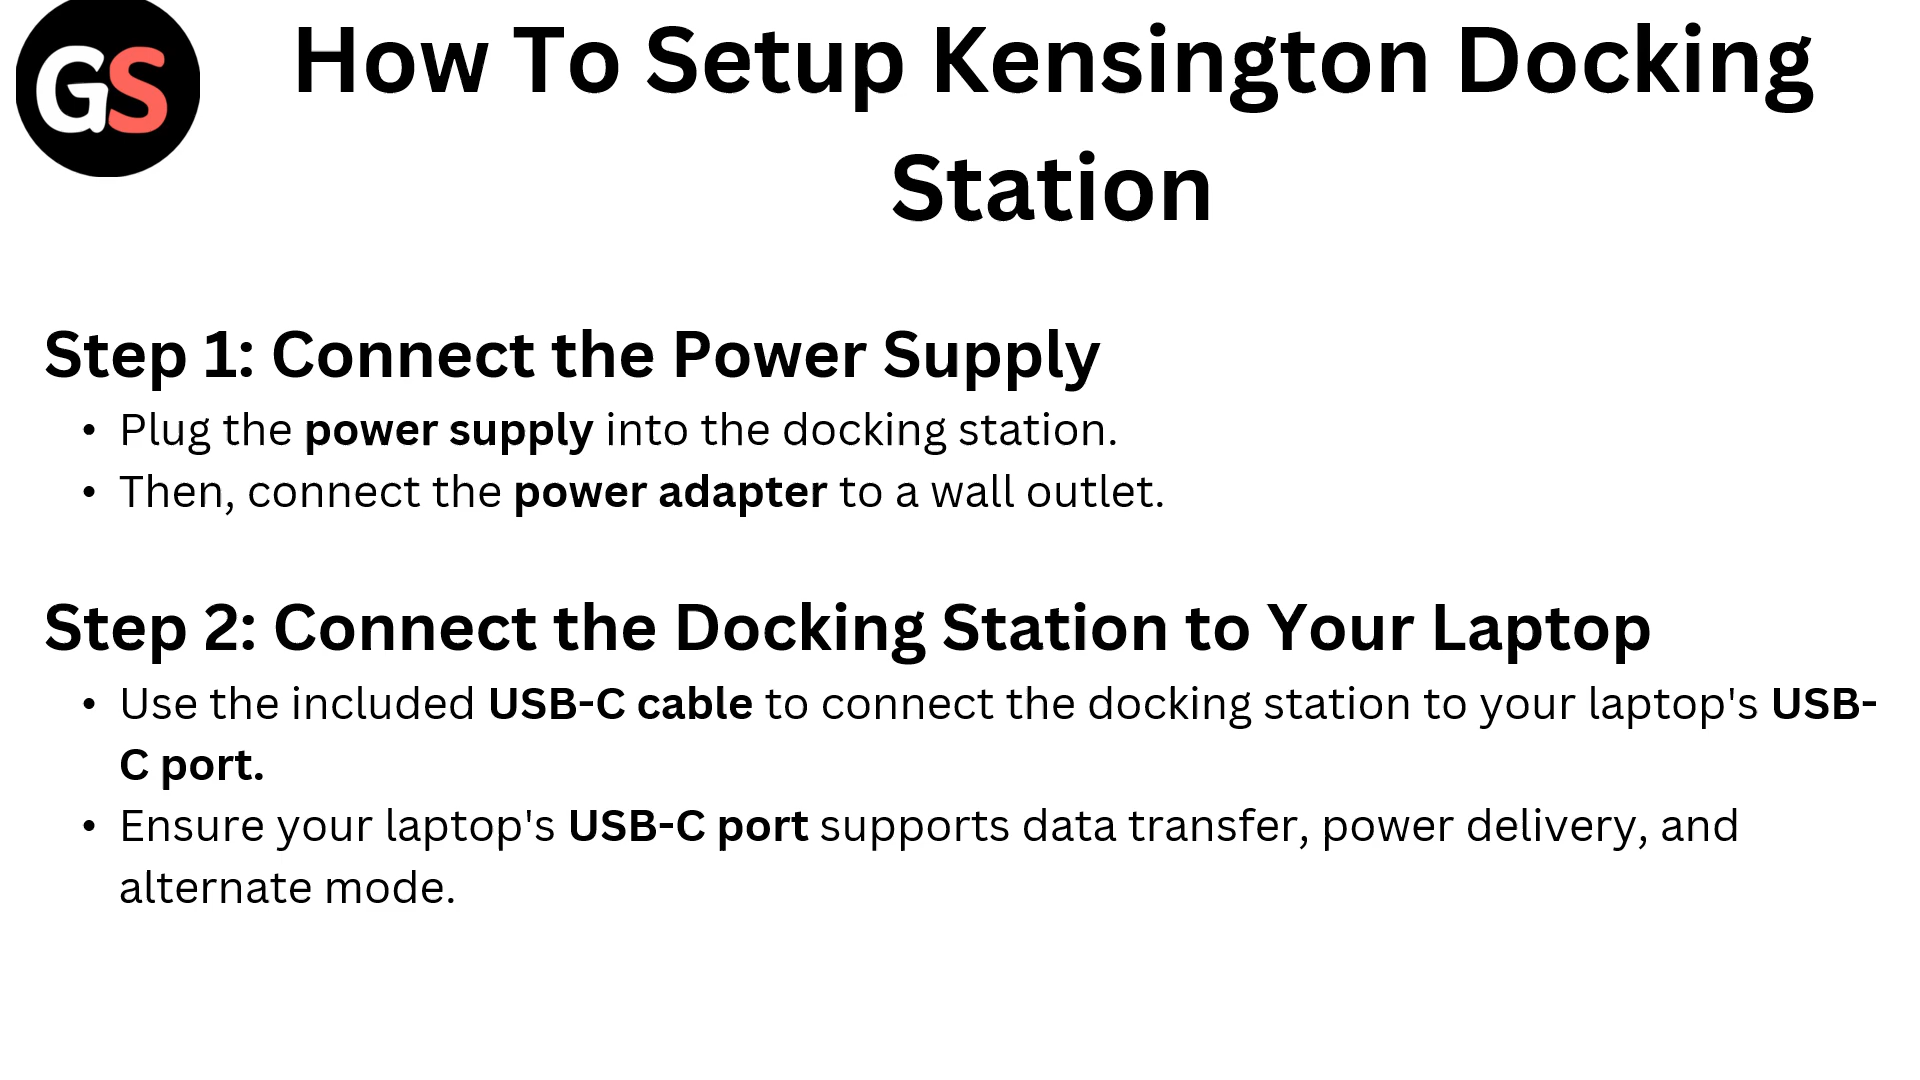 GS
How To Setup Kensington Docking
Station
Step 1: Connect the Power Supply
• Plug the power supply into the docking station.
• Then, connect the power adapter to a wall outlet.
Step 2: Connect the Docking Station to Your Laptop
• Use the included USB-C cable to connect the docking station to your laptop's USB-
C port.
• Ensure your laptop's USB-C port supports data transfer, power delivery, and
alternate mode.